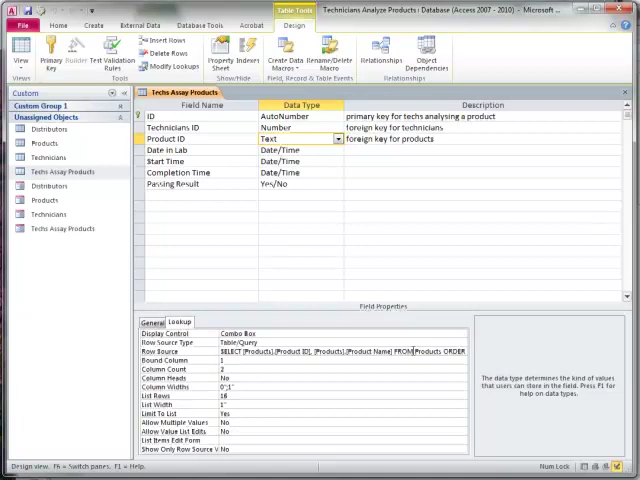 Table Tools
Technicians Analyze Products : Database (Access 2007 - 2010) - Microsoft ...
File Home Create External Data Database Tools Acrobat Design
View Primary Key Builder Test Validation Rules Insert Rows Delete Rows Modify Lookups Property Sheet Indexes Create Data Macros Rename/Delete Macro Relationships Object Dependencies
Views Tools Show/Hide Field, Record & Table Events Relationships
Custom
Techs Assay Products
Custom Group 1
Unassigned Objects
Distributors
Products
Technicians
Techs Assay Products
Distributors
Products
Technicians
Techs Assay Products
Field Name Data Type Description
ID AutoNumber primary key for techs analysing a product
Technicians ID Number foreign key for technicians
Product ID Text foreign key for products
Date in Lab Date/Time
Start Time Date/Time
Completion Time Date/Time
Passing Result Yes/No
Field Properties
General Lookup
Display Control Combo Box
Row Source Type Table/Query
Row Source SELECT [Products].[Product ID], [Products].[Product Name] FROM Products ORDER
Bound Column 1
Column Count 2
Column Heads No
Column Widths 0";1"
List Rows 16
List Width 1"
Limit To List Yes
Allow Multiple Values No
Allow Value List Edits No
List Items Edit Form
Show Only Row Source V No
The data type determines the kind of values
that users can store in the field. Press F1 for
help on data types.
Design view. F6 = Switch panes. F1 = Help.
Num Lock